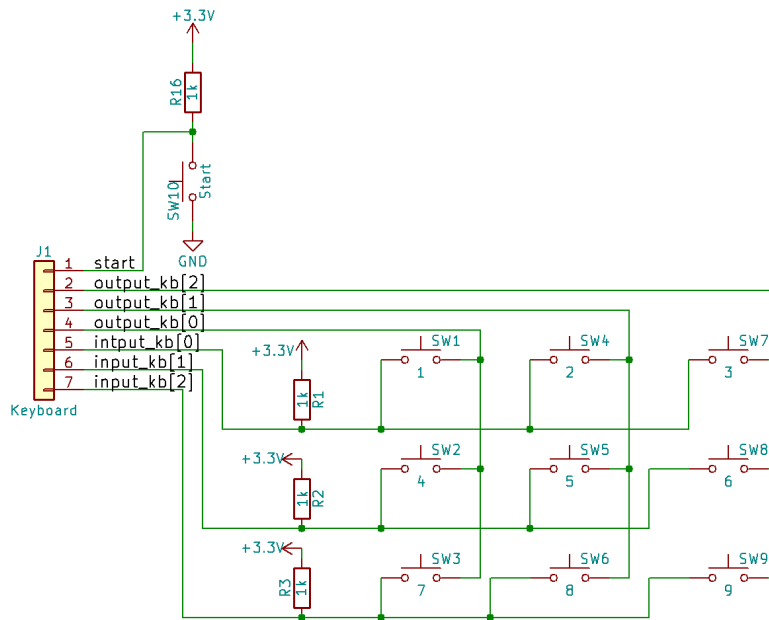 +3.3V
R16
1k
SW10
Start
GND
J1
1 start
2 output_kb[2]
3 output_kb[1]
4 output_kb[0]
5 intput_kb[0]
6 input_kb[1]
7 input_kb[2]
Keyboard
+3.3V
1k
R1
SW1
1
SW4
2
SW7
3
+3.3V
1k
R2
SW2
4
SW5
5
SW8
6
+3.3V
R3
1k
SW3
7
SW6
8
SW9
9